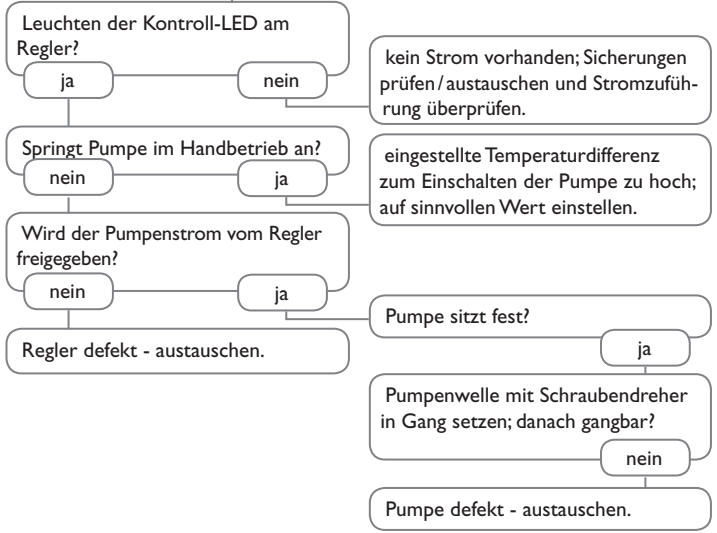 Leuchten der Kontroll-LED am
Regler?
ja
nein
kein Strom vorhanden; Sicherungen
prüfen/austauschen und Stromzufüh-
rung überprüfen.
Springt Pumpe im Handbetrieb an?
nein
ja
eingestellte Temperaturdifferenz
zum Einschalten der Pumpe zu hoch;
auf sinnvollen Wert einstellen.
Wird der Pumpenstrom vom Regler
freigegeben?
nein
ja
Regler defekt - austauschen.
Pumpe sitzt fest?
ja
Pumpenwelle mit Schraubendreher
in Gang setzen; danach gangbar?
nein
Pumpe defekt - austauschen.